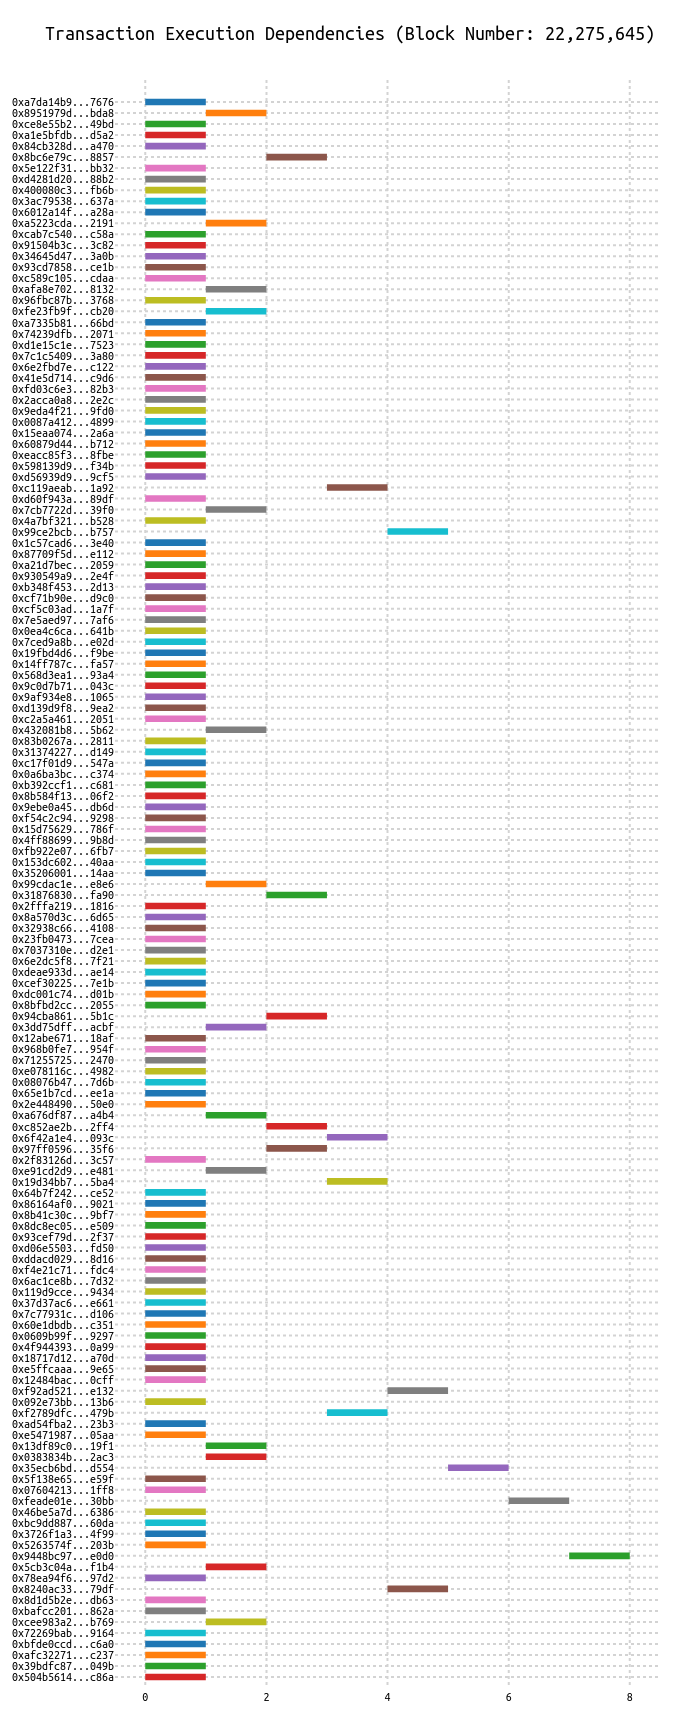 Transaction Execution Dependencies (Block Number: 22,275,645)
0xa7da14b9...7676
0x8951979d...bda8
0xce8e55b2...49bd
0xa1e5bfdb...d5a2
0x84cb328d...a470
0x8bc6e79c...8857
0x5e122f31...bb32
0xd4281d20...88b2
0x400080c3...fb6b
0x3ac79538...637a
0x6012a14f...a28a
0xa5223cda...2191
0xcab7c540...c58a
0x91504b3c...3c82
0x34645d47...3a0b
0x93cd7858...ce1b
0xc589c105...cdaa
0xafa8e702...8132
0x96fbc87b...3768
0xfe23fb9f...cb20
0xa7335b81...66bd
0x74239dfb...2071
0xd1e15c1e...7523
0x7c1c5409...3a80
0x6e2fbd7e...c122
0x41e5d714...c9d6
0xfd03c6e3...82b3
0x2acca0a8...2e2c
0x9eda4f21...9fd0
0x0087a412...4899
0x15eaa074...2a6a
0x60879d44...b712
0xeacc85f3...8fbe
0x598139d9...f34b
0xd56939d9...9cf5
0xc119aeab...1a92
0xd60f943a...89df
0x7cb7722d...39f0
0x4a7bf321...b528
0x99ce2bcb...b757
0x1c57cad6...3e40
0x87709f5d...e112
0xa21d7bec...2059
0x930549a9...2e4f
0xb348f453...2d13
0xcf71b90e...d9c0
0xcf5c03ad...1a7f
0x7e5aed97...7af6
0x0ea4c6ca...641b
0x7ced9a8b...e02d
0x19fbd4d6...f9be
0x14ff787c...fa57
0x568d3ea1...93a4
0x9c0d7b71...043c
0x9af934e8...1065
0xd139d9f8...9ea2
0xc2a5a461...2051
0x432081b8...5b62
0x83b0267a...2811
0x31374227...d149
0xc17f01d9...547a
0x0a6ba3bc...c374
0xb392ccf1...c681
0x8b584f13...06f2
0x9ebe0a45...db6d
0xf54c2c94...9298
0x15d75629...786f
0x4ff88699...9b8d
0xfb922e07...6fb7
0x153dc602...40aa
0x35206001...14aa
0x99cdac1e...e8e6
0x31876830...fa90
0x2fffa219...1816
0x8a570d3c...6d65
0x32938c66...4108
0x23fb0473...7cea
0x7037310e...d2e1
0x6e2dc5f8...7f21
0xdeae933d...ae14
0xcef30225...7e1b
0xdc001c74...d01b
0x8bfbd2cc...2055
0x94cba861...5b1c
0x3dd75dff...acbf
0x12abe671...18af
0x968b0fe7...954f
0x71255725...2470
0xe078116c...4982
0x08076b47...7d6b
0x65e1b7cd...ee1a
0x2e448490...50e0
0xa676df87...a4b4
0xc852ae2b...2ff4
0x6f42a1e4...093c
0x97ff0596...35f6
0x2f83126d...3c57
0xe91cd2d9...e481
0x19d34bb7...5ba4
0x64b7f242...ce52
0x86164af0...9021
0x8b41c30c...9bf7
0x8dc8ec05...e509
0x93cef79d...2f37
0xd06e5503...fd50
0xddacd029...8d16
0xf4e21c71...fdc4
0x6ac1ce8b...7d32
0x119d9cce...9434
0x37d37ac6...e661
0x7c77931c...d106
0x60e1dbdb...c351
0x0609b99f...9297
0x4f944393...0a99
0x18717d12...a70d
0xe5ffcaaa...9e65
0x12484bac...0cff
0xf92ad521...e132
0x092e73bb...13b6
0xf2789dfc...479b
0xad54fba2...23b3
0xe5471987...05aa
0x13df89c0...19f1
0x0383834b...2ac3
0x35ecb6bd...d554
0x5f138e65...e59f
0x07604213...1ff8
0xfeade01e...30bb
0x46be5a7d...6386
0xbc9dd887...60da
0x3726f1a3...4f99
0x5263574f...203b
0x9448bc97...e0d0
0x5cb3c04a...f1b4
0x78ea94f6...97d2
0x8240ac33...79df
0x8d1d5b2e...db63
0xbafcc201...862a
0xcee983a2...b769
0x72269bab...9164
0xbfde0ccd...c6a0
0xafc32271...c237
0x39bdfc87...049b
0x504b5614...c86a
0 2 4 6 8